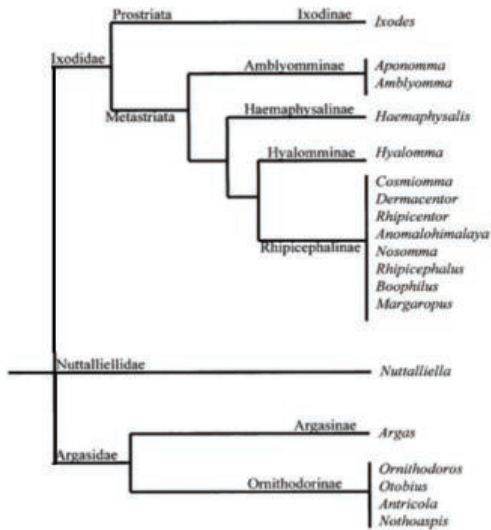 Prostriata Ixodinae Ixodes
Ixodidae
Amblyomminae Aponomma
Amblyomma
Metastriata
Haemaphysalinae Haemaphysalis
Hyalomminae Hyalomma
Cosmiomma
Dermacentor
Rhipicentor
Anomalohimalaya
Rhipicephalinae Nosomma
Rhipicephalus
Boophilus
Margaropus
Nuttalliellidae Nuttalliella
Argasinae Argas
Argasidae
Ornithodorinae Ornithodoros
Otobius
Antricola
Nothoaspis